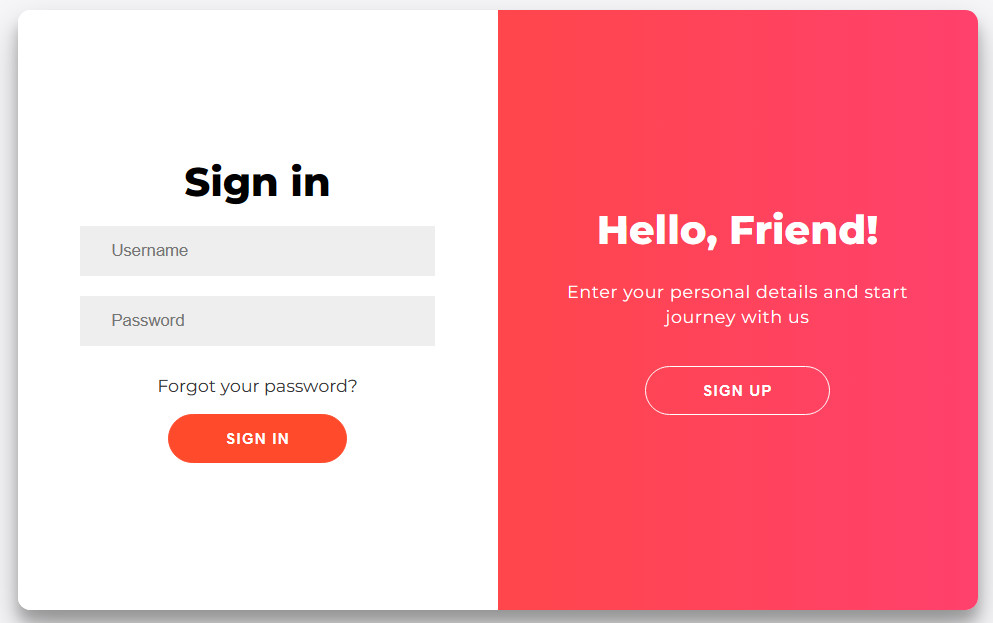 Sign in
Username
Password
Forgot your password?
SIGN IN
Hello, Friend!
Enter your personal details and start
journey with us
SIGN UP